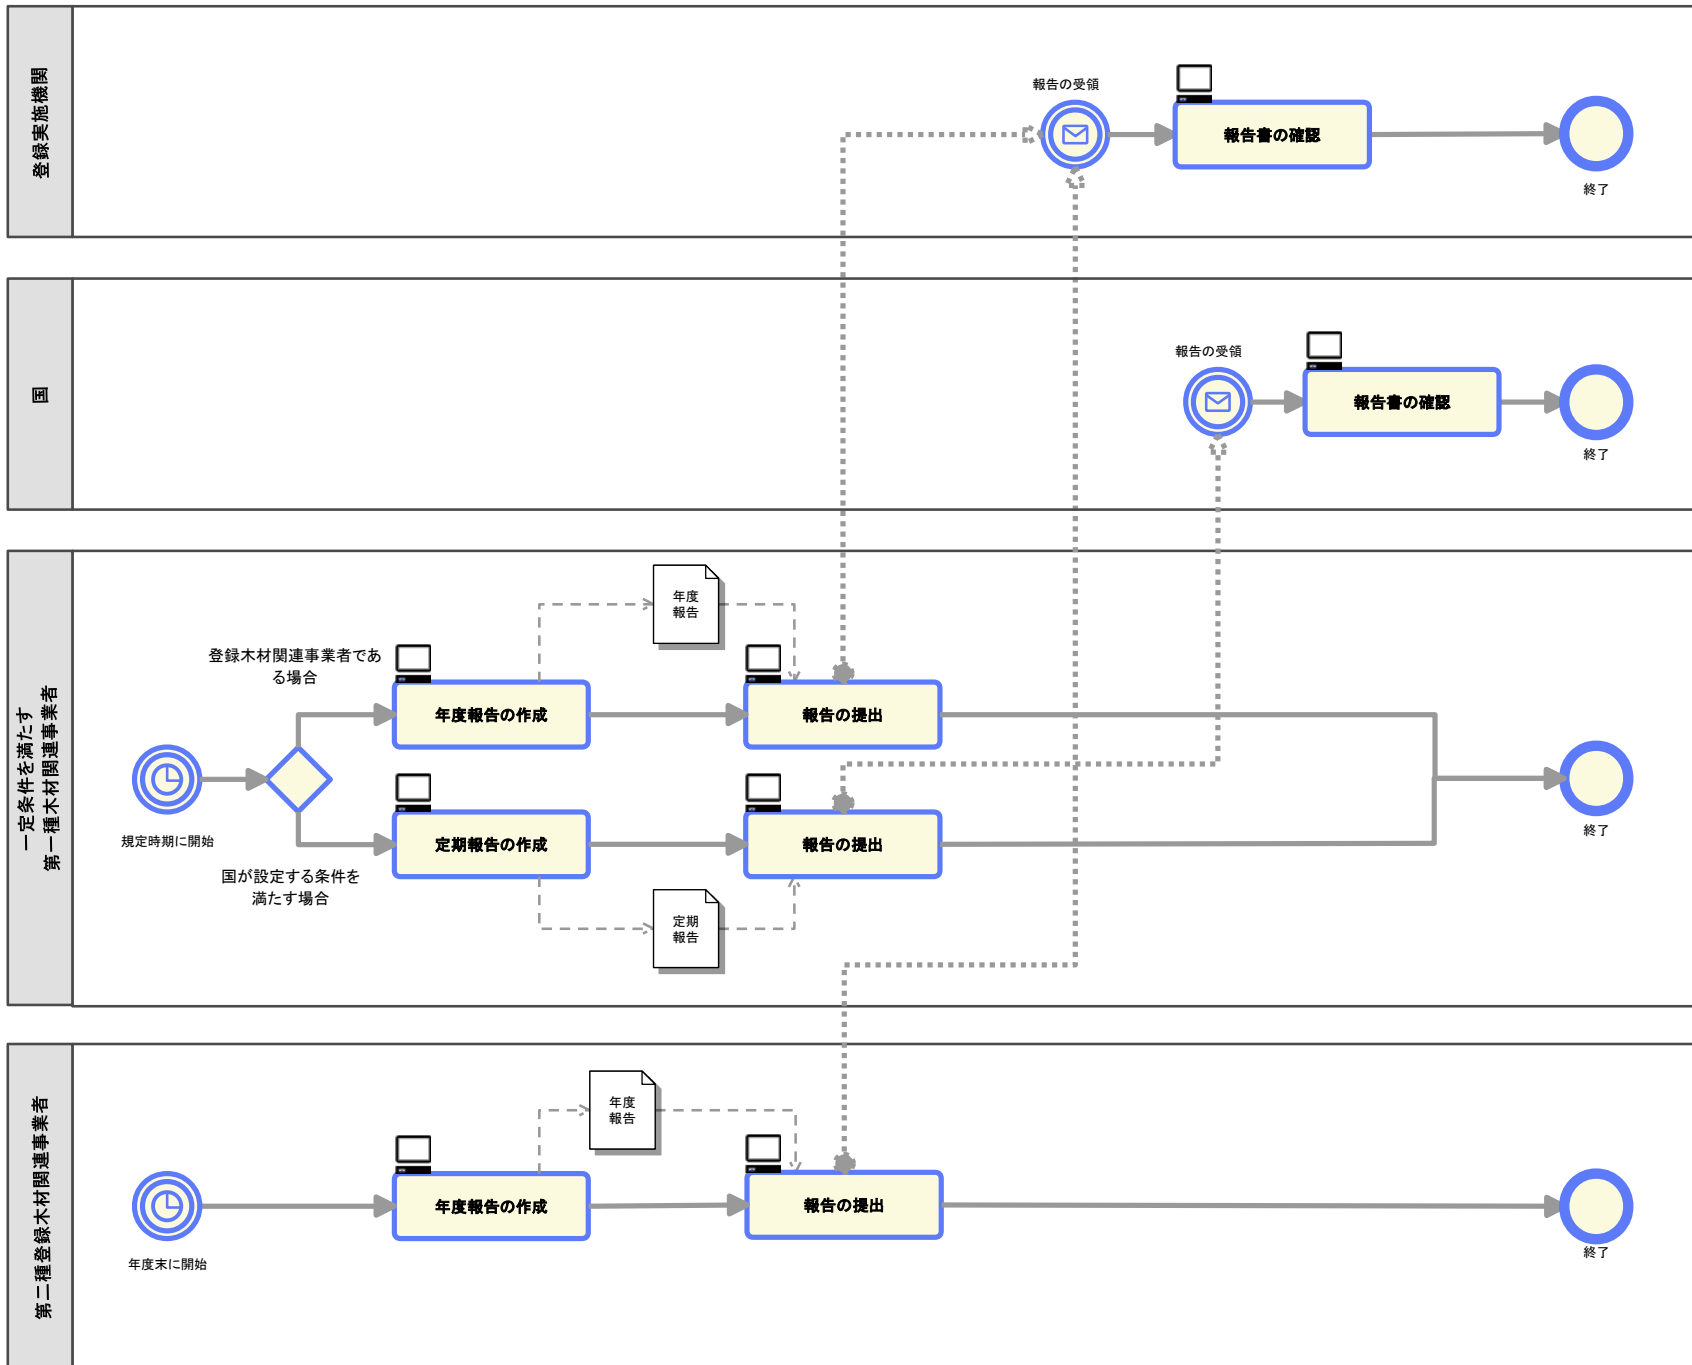 登録実施機関
報告の受領
報告書の確認
終了
国
報告の受領
報告書の確認
終了
一定条件を満たす
第一種木材関連事業者
規定時期に開始
登録木材関連事業者であ
る場合
国が設定する条件を
満たす場合
年度報告の作成
年度
報告
報告の提出
定期報告の作成
定期
報告
報告の提出
終了
第二種登録木材関連事業者
年度末に開始
年度報告の作成
年度
報告
報告の提出
終了